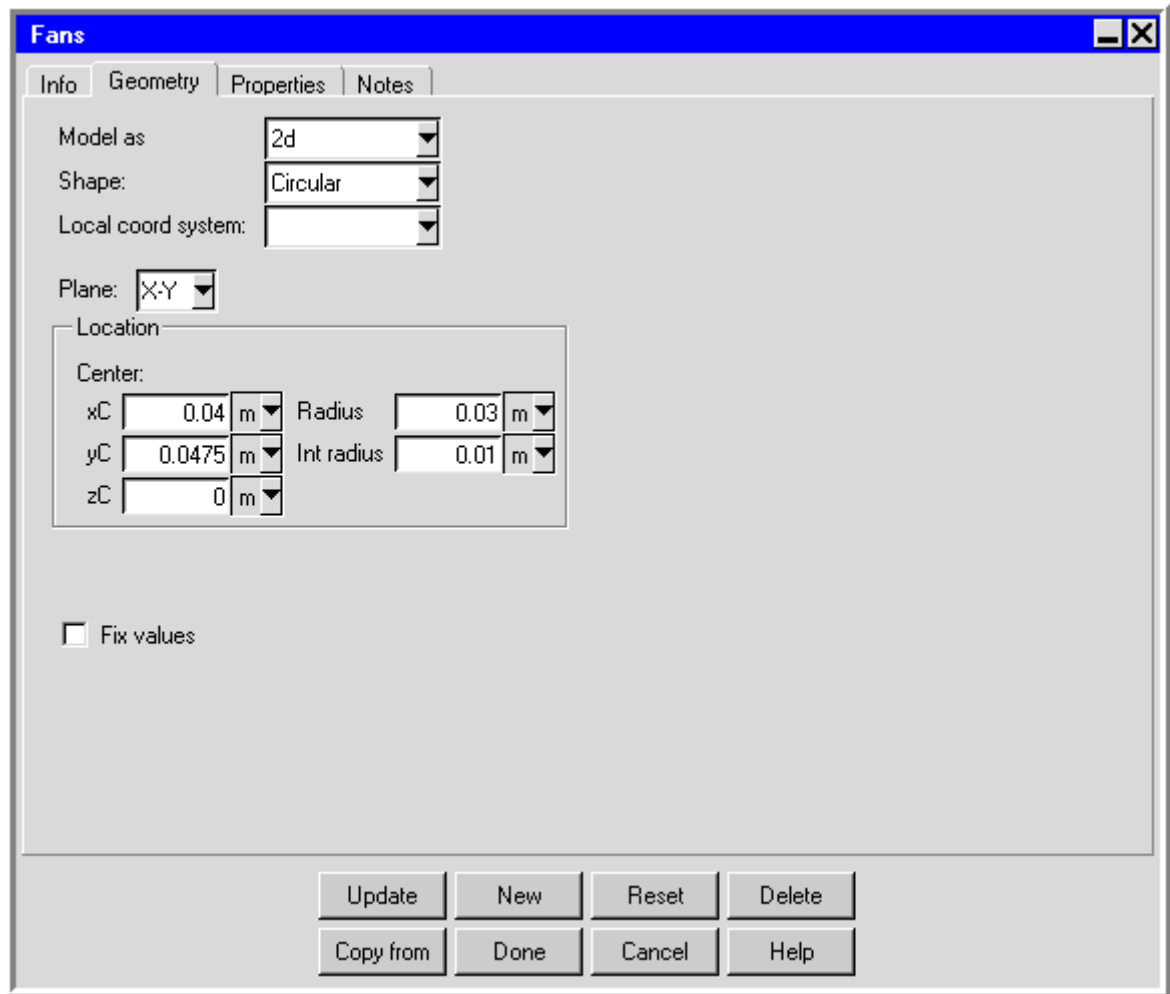 Fans
Info Geometry Properties Notes
Model as 2d
Shape: Circular
Local coord system:
Plane: X-Y
Location
Center:
xC 0.04 m Radius 0.03 m
yC 0.0475 m Int radius 0.01 m
zC 0 m
Fix values
Update New Reset Delete
Copy from Done Cancel Help